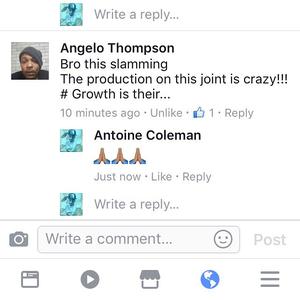 Write a reply...
Angelo Thompson
Bro this slamming
The production on this joint is crazy!!!
# Growth is their...
10 minutes ago · Unlike · 1 · Reply
Antoine Coleman
Just now · Like · Reply
Write a reply...
Write a comment...
Post